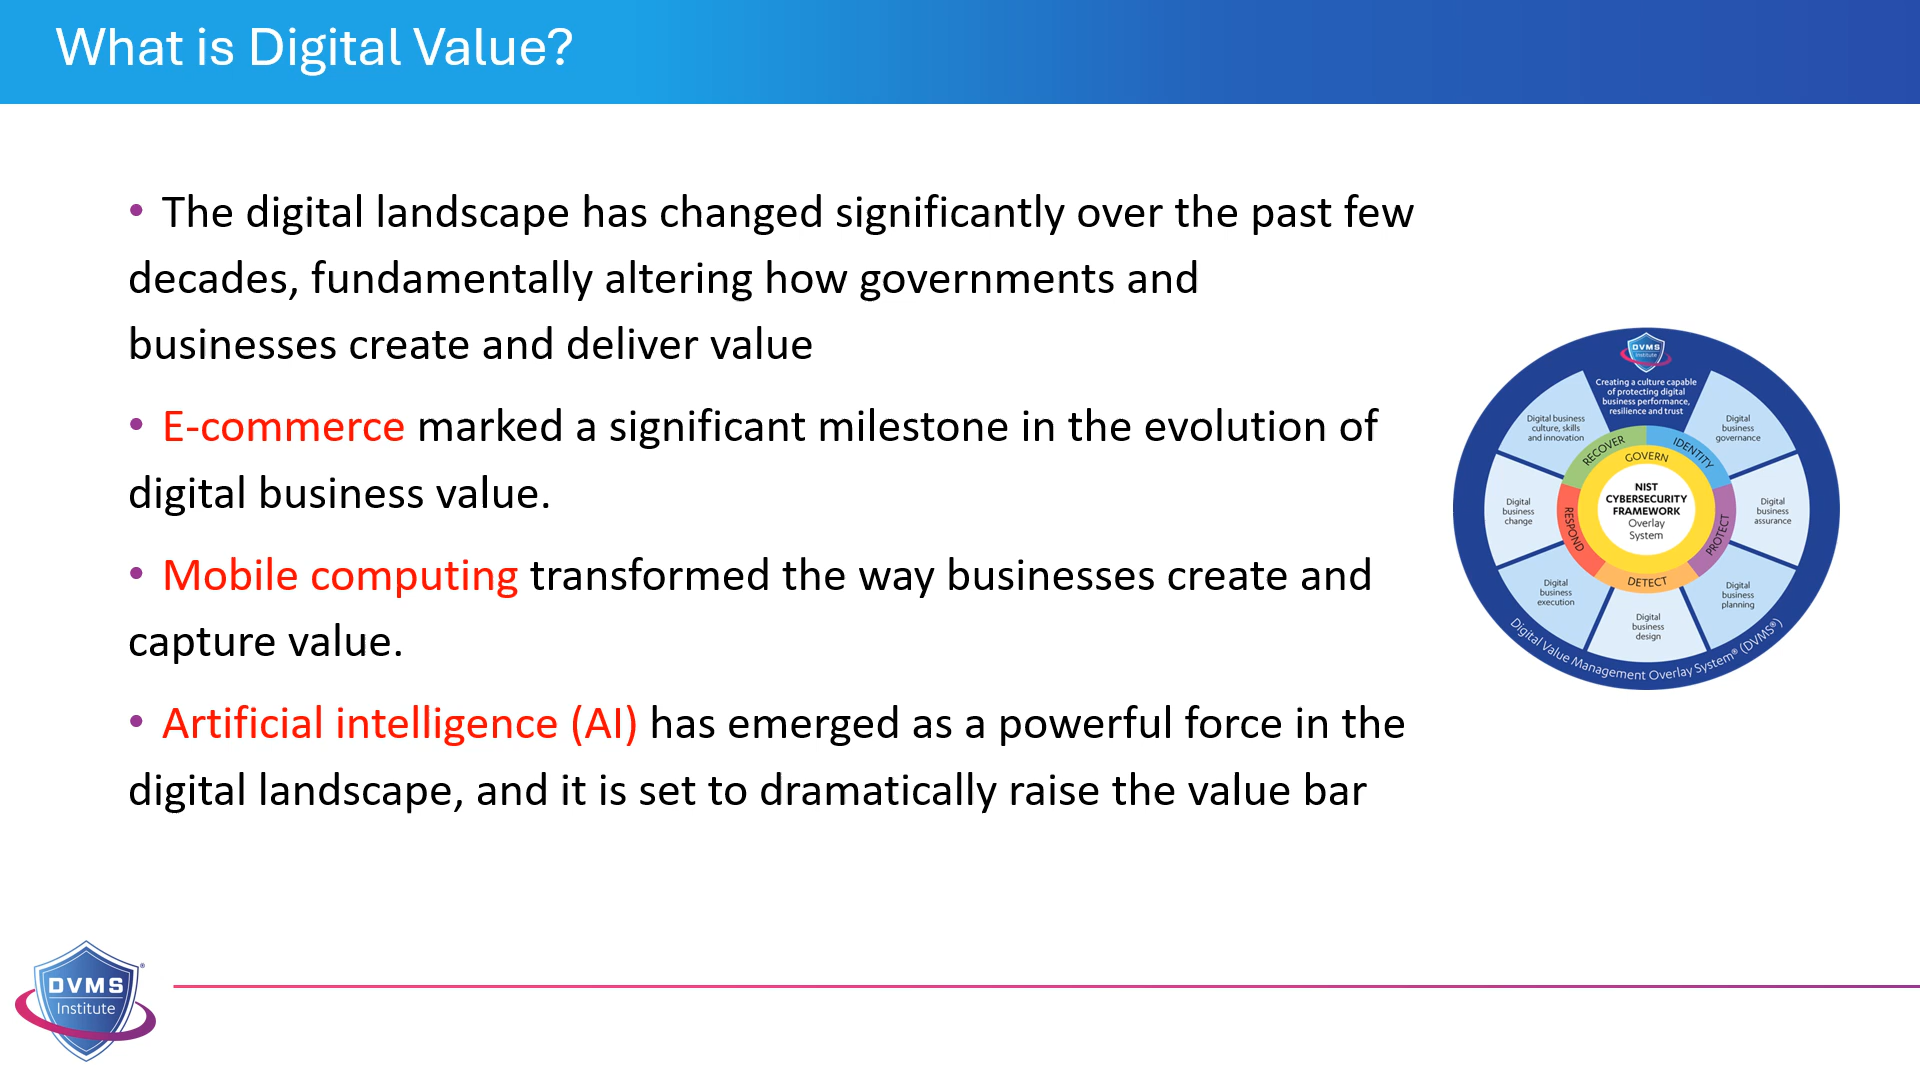 What is Digital Value?
• The digital landscape has changed significantly over the past few
decades, fundamentally altering how governments and
businesses create and deliver value
• E-commerce marked a significant milestone in the evolution of
digital business value.
• Mobile computing transformed the way businesses create and
capture value.
• Artificial intelligence (AI) has emerged as a powerful force in the
digital landscape, and it is set to dramatically raise the value bar
DVMS
Institute
Creating a culture capable
of protecting digital
business performance,
resilience and trust
Digital business
culture, skills
and innovation
Digital
business
governance
RECOVER
IDENTITY
GOVERN
NIST
CYBERSECURITY
FRAMEWORK
Overlay
System
Digital
business
change
Digital
business
assurance
RESPOND
PROTECT
DETECT
Digital
business
execution
Digital
business
planning
Digital
business
design
Digital Value Management Overlay System® (DVMS®)
DVMS®
Institute